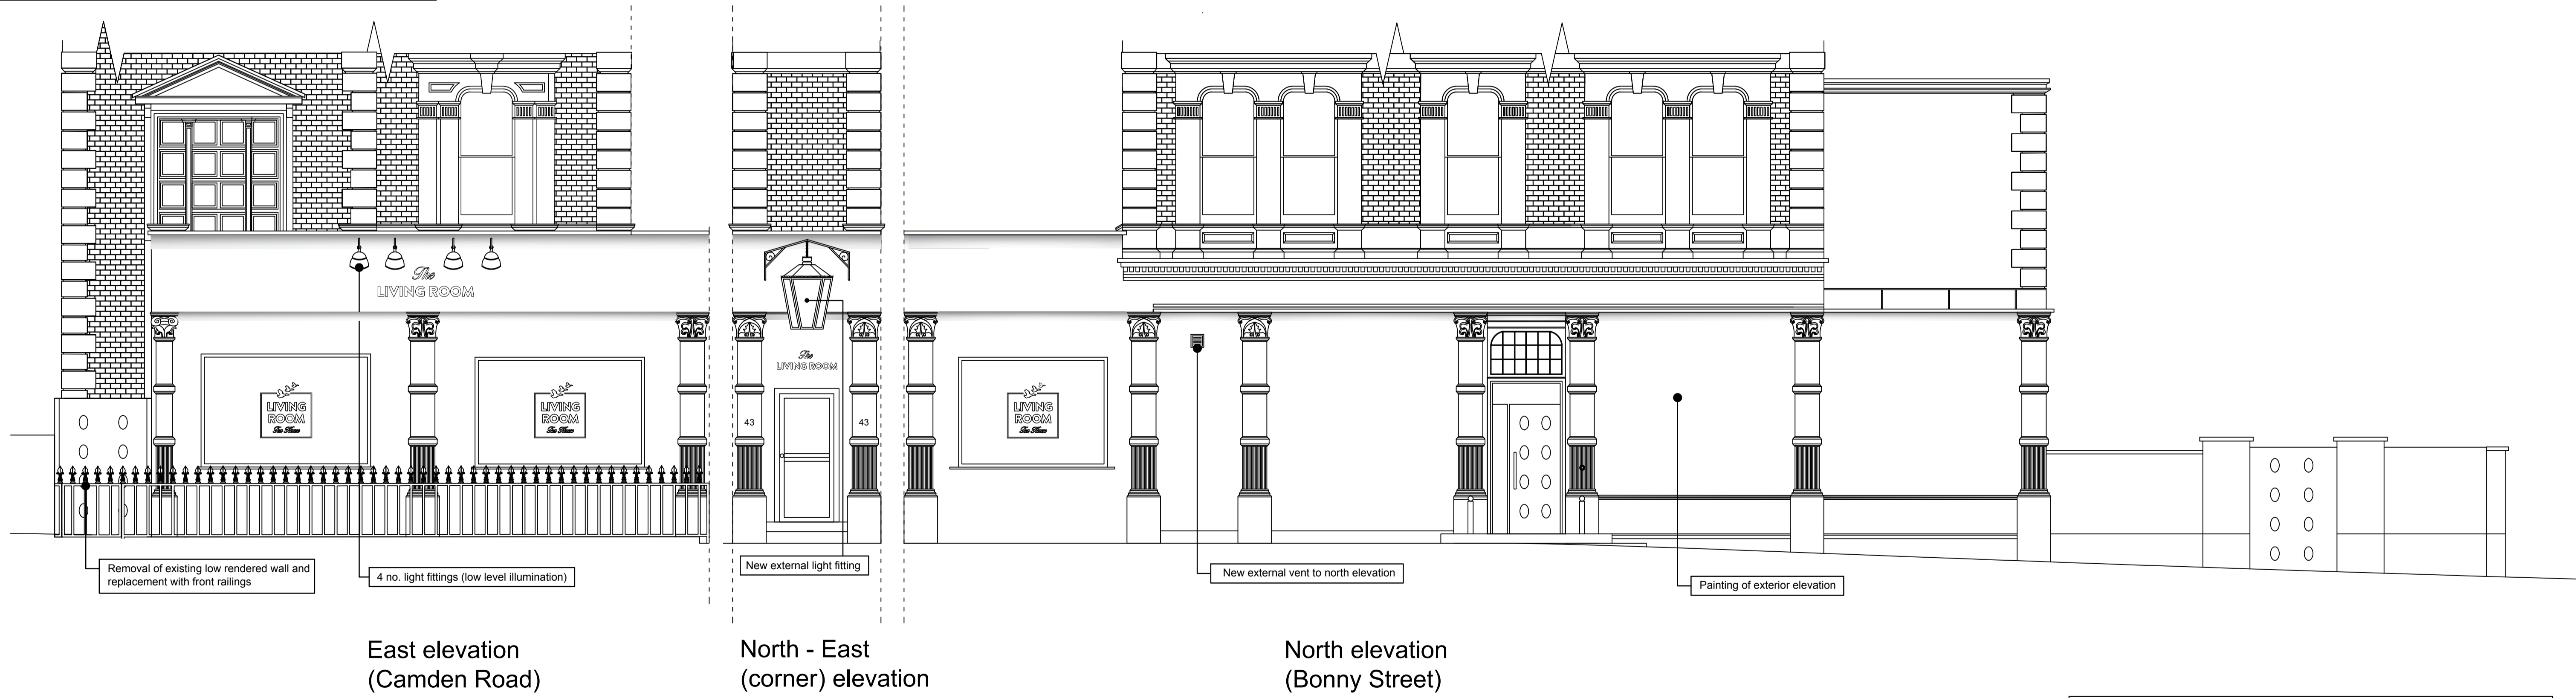 The
LIVING ROOM
LIVING
ROOM
LIVING
ROOM
The
LIVING ROOM
43
43
LIVING
ROOM
Removal of existing low rendered wall and
replacement with front railings
4 no. light fittings (low level illumination)
New external light fitting
New external vent to north elevation
Painting of exterior elevation
East elevation
(Camden Road)
North - East
(corner) elevation
North elevation
(Bonny Street)